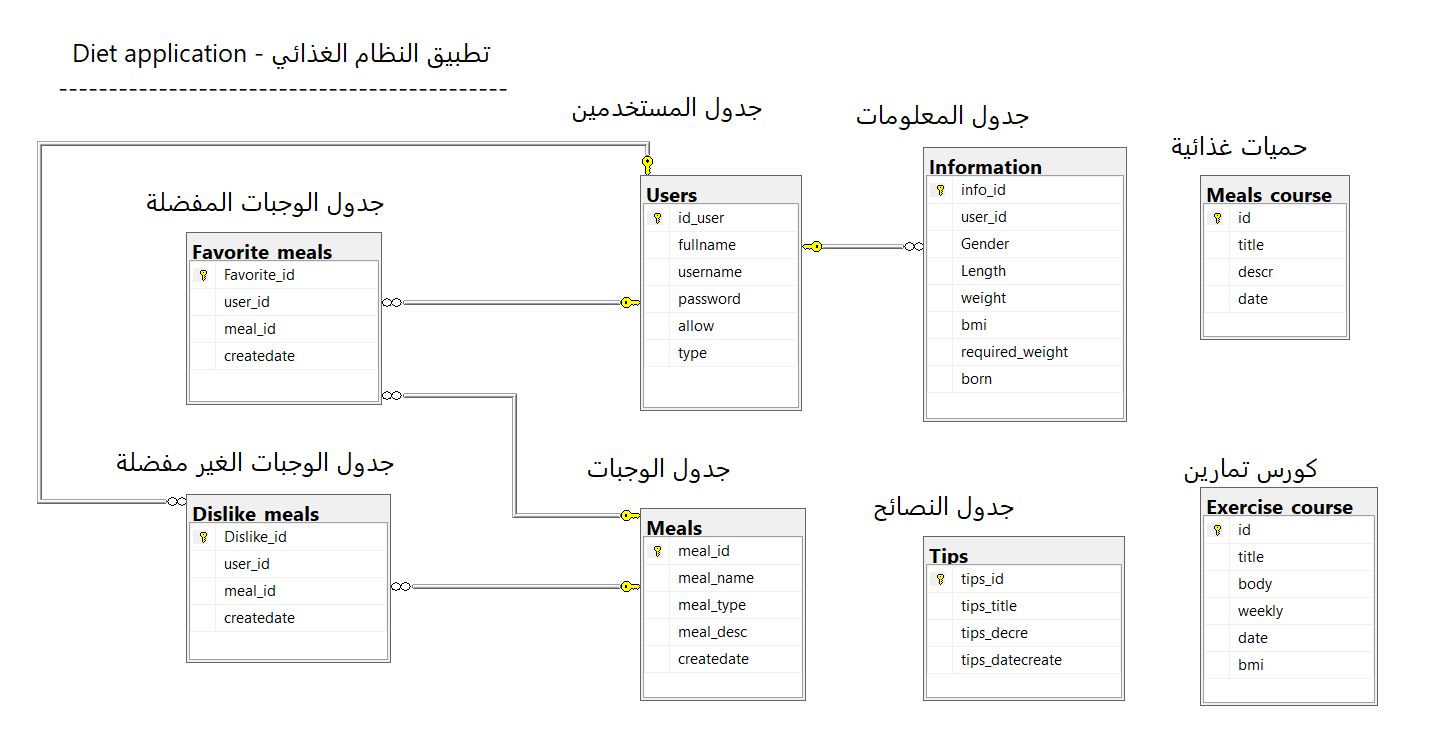 Diet application - تطبيق النظام الغذائي
---------------------------------------------
جدول المستخدمين
Users
id_user
fullname
username
password
allow
type
جدول المعلومات
Information
info_id
user_id
Gender
Length
weight
bmi
required_weight
born
حميات غذائية
Meals_course
id
title
descr
date
جدول الوجبات المفضلة
Favorite_meals
Favorite_id
user_id
meal_id
createdate
جدول الوجبات الغير مفضلة
Dislike_meals
Dislike_id
user_id
meal_id
createdate
جدول الوجبات
Meals
meal_id
meal_name
meal_type
meal_desc
createdate
جدول النصائح
Tips
tips_id
tips_title
tips_decre
tips_datecreate
كورس تمارين
Exercise_course
id
title
body
weekly
date
bmi